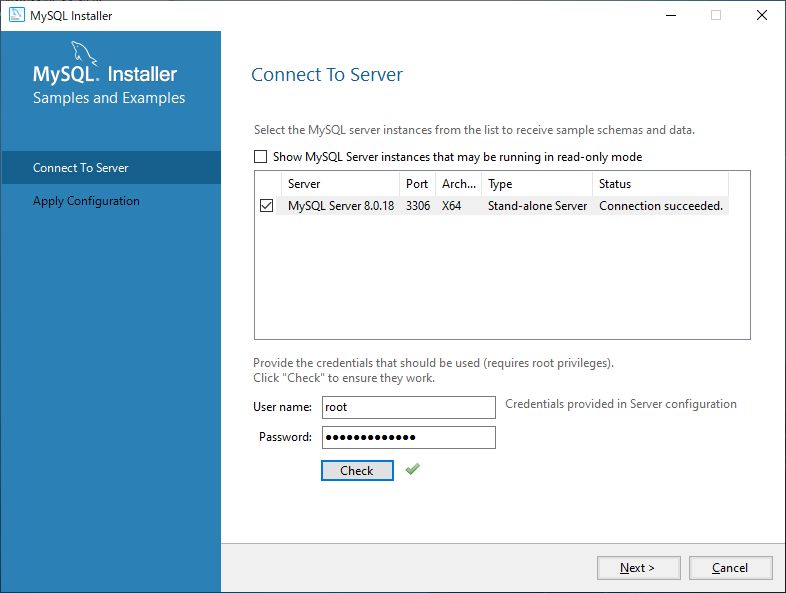 MySQL Installer
MySQL. Installer
Samples and Examples
Connect To Server
Apply Configuration
Connect To Server
Select the MySQL server instances from the list to receive sample schemas and data.
Show MySQL Server instances that may be running in read-only mode
Server Port Arch... Type Status
MySQL Server 8.0.18 3306 X64 Stand-alone Server Connection succeeded.
Provide the credentials that should be used (requires root privileges).
Click "Check" to ensure they work.
User name: root Credentials provided in Server configuration
Password: ●●●●●●●●●●●●●
Check
Next > Cancel